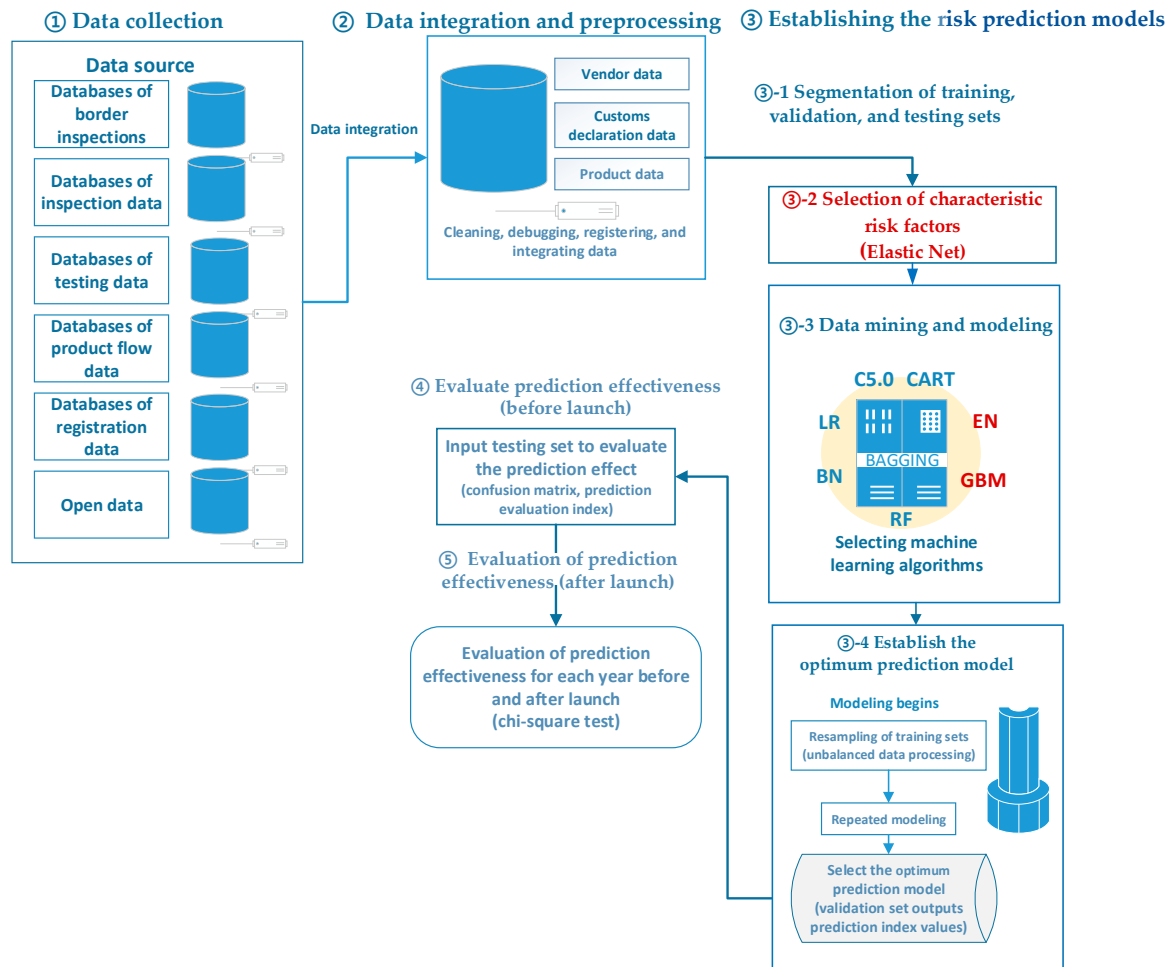 ① Data collection
Data source
Databases of
border
inspections
Databases of
inspection data
Databases of
testing data
Databases of
product flow
data
Databases of
registration
data
Open data
Data integration
② Data integration and preprocessing
Vendor data
Customs
declaration data
Product data
Cleaning, debugging, registering, and
integrating data
③ Establishing the risk prediction models
③-1 Segmentation of training,
validation, and testing sets
③-2 Selection of characteristic
risk factors
(Elastic Net)
③-3 Data mining and modeling
C5.0 CART
LR
EN
BAGGING
BN
GBM
RF
Selecting machine
learning algorithms
③-4 Establish the
optimum prediction model
Modeling begins
Resampling of training sets
(unbalanced data processing)
Repeated modeling
Select the optimum
prediction model
(validation set outputs
prediction index values)
④ Evaluate prediction effectiveness
(before launch)
Input testing set to evaluate
the prediction effect
(confusion matrix, prediction
evaluation index)
⑤ Evaluation of prediction
effectiveness (after launch)
Evaluation of prediction
effectiveness for each year before
and after launch
(chi-square test)